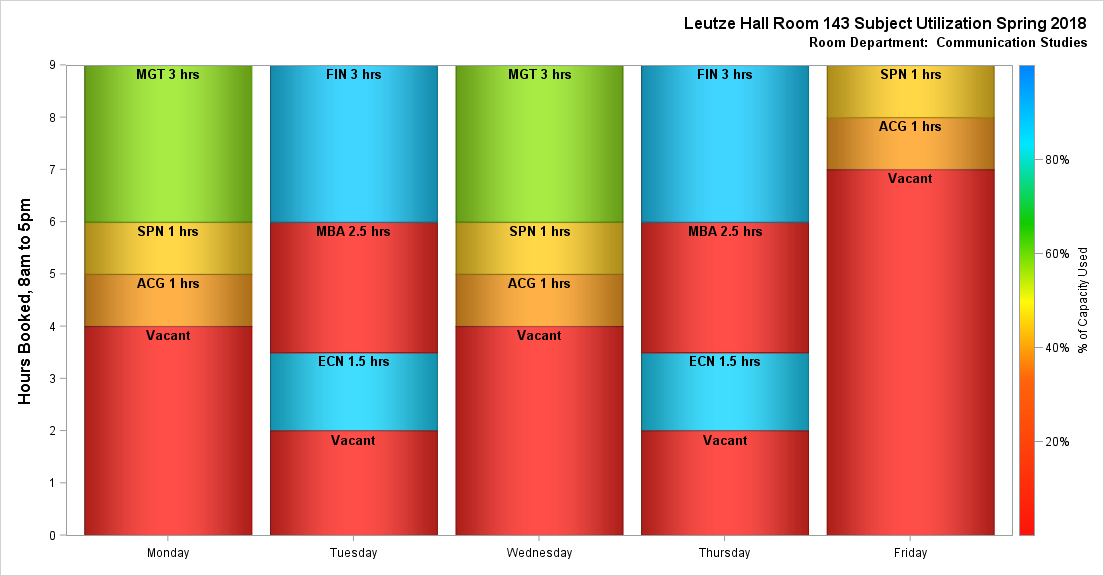 Leutze Hall Room 143 Subject Utilization Spring 2018
Room Department: Communication Studies
Hours Booked, 8am to 5pm
9
8
7
6
5
4
3
2
1
0
MGT 3 hrs
SPN 1 hrs
ACG 1 hrs
Vacant
Monday
FIN 3 hrs
MBA 2.5 hrs
ECN 1.5 hrs
Vacant
Tuesday
MGT 3 hrs
SPN 1 hrs
ACG 1 hrs
Vacant
Wednesday
FIN 3 hrs
MBA 2.5 hrs
ECN 1.5 hrs
Vacant
Thursday
SPN 1 hrs
ACG 1 hrs
Vacant
Friday
80%
60%
40%
20%
% of Capacity Used